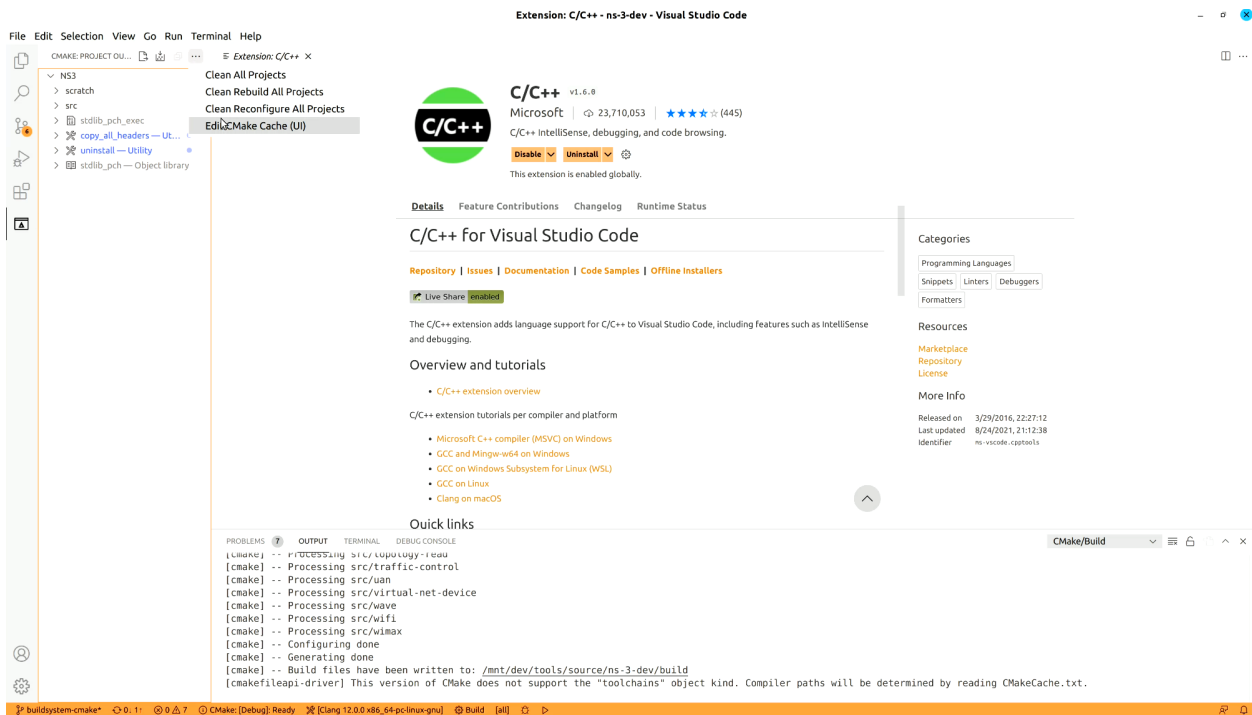 Extension: C/C++ - ns-3-dev - Visual Studio Code
File Edit Selection View Go Run Terminal Help
CMAKE: PROJECT OU...
Extension: C/C++
NS3
scratch
src
stdlib_pch_exec
copy_all_headers — Ut...
uninstall — Utility
stdlib_pch — Object library
Clean All Projects
Clean Rebuild All Projects
Clean Reconfigure All Projects
Edit CMake Cache (UI)
C/C++
C/C++ v1.6.0
Microsoft 23,710,053 (445)
C/C++ IntelliSense, debugging, and code browsing.
Disable Uninstall
This extension is enabled globally.
Details Feature Contributions Changelog Runtime Status
C/C++ for Visual Studio Code
Repository | Issues | Documentation | Code Samples | Offline Installers
Live Share enabled
The C/C++ extension adds language support for C/C++ to Visual Studio Code, including features such as IntelliSense
and debugging.
Overview and tutorials
• C/C++ extension overview
C/C++ extension tutorials per compiler and platform
• Microsoft C++ compiler (MSVC) on Windows
• GCC and Mingw-w64 on Windows
• GCC on Windows Subsystem for Linux (WSL)
• GCC on Linux
• Clang on macOS
Quick links
Categories
Programming Languages
Snippets Linters Debuggers
Formatters
Resources
Marketplace
Repository
License
More Info
Released on 3/29/2016, 22:27:12
Last updated 8/24/2021, 21:12:38
Identifier ms-vscode.cpptools
PROBLEMS 7 OUTPUT TERMINAL DEBUG CONSOLE
CMake/Build
[cmake] -- Processing src/topology-read
[cmake] -- Processing src/traffic-control
[cmake] -- Processing src/uan
[cmake] -- Processing src/virtual-net-device
[cmake] -- Processing src/wave
[cmake] -- Processing src/wifi
[cmake] -- Processing src/wimax
[cmake] -- Configuring done
[cmake] -- Generating done
[cmake] -- Build files have been written to: /mnt/dev/tools/source/ns-3-dev/build
[cmakefileapi-driver] This version of CMake does not support the "toolchains" object kind. Compiler paths will be determined by reading CMakeCache.txt.
buildsystem-cmake* 0↓ 1↑ 0 7 CMake: [Debug]: Ready [Clang 12.0.0 x86_64-pc-linux-gnu] Build [all]